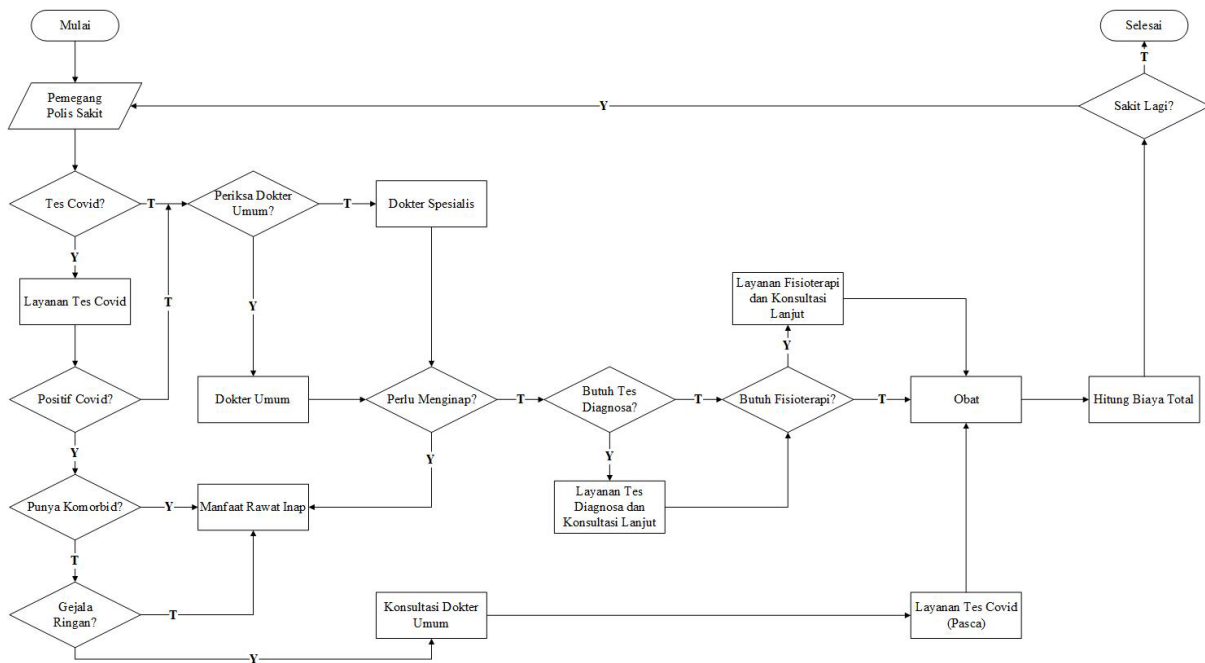 Mulai
Selesai
Pemegang
Polis Sakit
Y
Sakit Lagi?
T
Tes Covid?
T
Periksa Dokter
Umum?
T
Dokter Spesialis
Y
Layanan Tes Covid
T
Y
Layanan Fisioterapi
dan Konsultasi
Lanjut
Y
Positif Covid?
Dokter Umum
Perlu Menginap?
T
Butuh Tes
Diagnosa?
T
Butuh Fisioterapi?
T
Obat
Hitung Biaya Total
Y
Y
Y
Punya Komorbid?
Y
Manfaat Rawat Inap
Layanan Tes
Diagnosa dan
Konsultasi Lanjut
T
Gejala
Ringan?
T
Konsultasi Dokter
Umum
Layanan Tes Covid
(Pasca)
Y